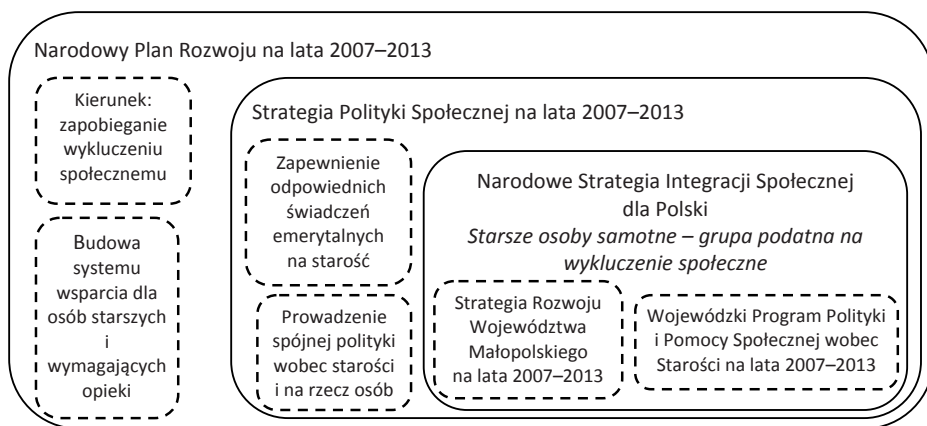 Narodowy Plan Rozwoju na lata 2007–2013
Kierunek:
zapobieganie
wykluczeniu
społecznemu
Budowa
systemu
wsparcia dla
osób starszych
i
wymagających
opieki
Strategia Polityki Społecznej na lata 2007–2013
Zapewnienie
odpowiednich
świadczeń
emerytalnych
na starość
Prowadzenie
spójnej polityki
wobec starości
i na rzecz osób
Narodowe Strategia Integracji Społecznej
dla Polski
Starsze osoby samotne – grupa podatna na
wykluczenie społeczne
Strategia Rozwoju
Województwa
Małopolskiego
na lata 2007–2013
Wojewódzki Program Polityki
i Pomocy Społecznej wobec
Starości na lata 2007–2013